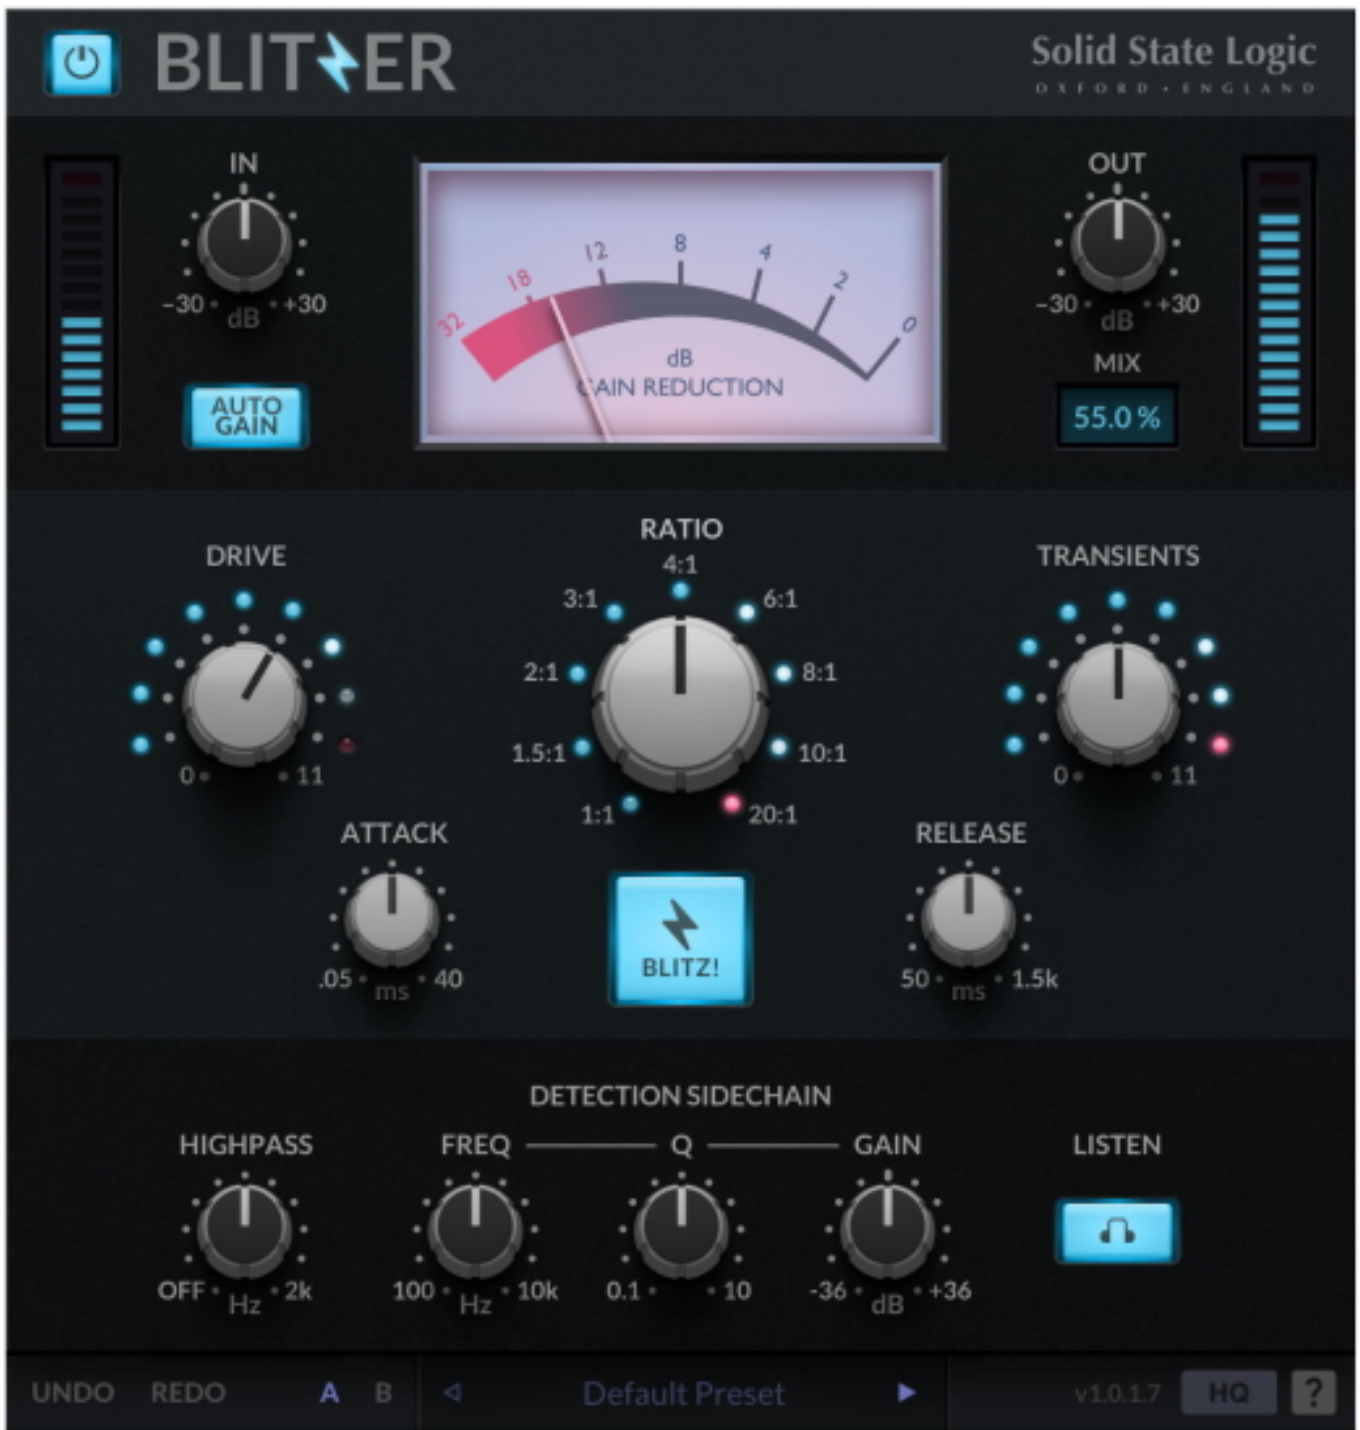 BLITZER
Solid State Logic
OXFORD • ENGLAND
IN
-30 +30
dB
AUTO
GAIN
32 18 12 8 4 2 0
dB
GAIN REDUCTION
OUT
-30 +30
dB
MIX
55.0 %
DRIVE
0 11
RATIO
4:1
3:1 6:1
2:1 8:1
1.5:1 10:1
1:1 20:1
TRANSIENTS
0 11
ATTACK
.05 40
ms
BLITZ!
RELEASE
50 1.5k
ms
DETECTION SIDECHAIN
HIGHPASS FREQ Q GAIN LISTEN
OFF 2k
Hz
100 10k
Hz
0.1 10
-36 +36
dB
UNDO REDO A B Default Preset v1.0.1.7 HQ ?